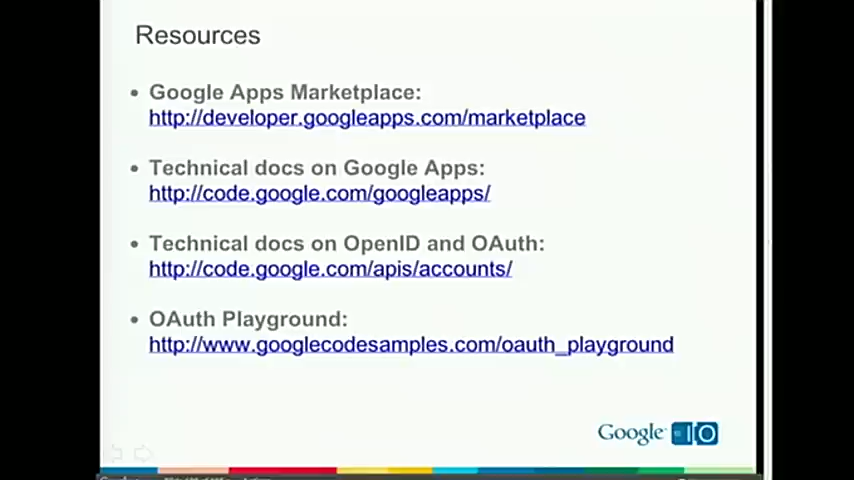 Resources
• Google Apps Marketplace:
http://developer.googleapps.com/marketplace
• Technical docs on Google Apps:
http://code.google.com/googleapps/
• Technical docs on OpenID and OAuth:
http://code.google.com/apis/accounts/
• OAuth Playground:
http://www.googlecodesamples.com/oauth_playground
Google IO